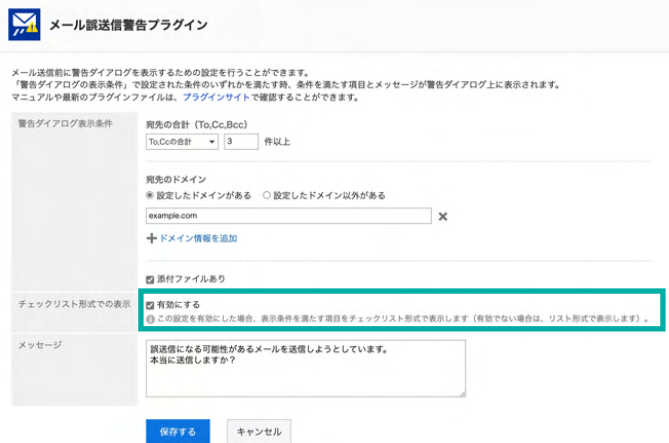 メール誤送信警告プラグイン
メール送信前に警告ダイアログを表示するための設定を行うことができます。
「警告ダイアログの表示条件」で設定された条件のいずれかを満たす時、条件を満たす項目とメッセージが警告ダイアログ上に表示されます。
マニュアルや最新のプラグインファイルは、プラグインサイトで確認することができます。
警告ダイアログ表示条件
宛先の合計（To,Cc,Bcc）
To,Ccの合計 3 件以上
宛先のドメイン
設定したドメインがある 設定したドメイン以外がある
example.com
ドメイン情報を追加
添付ファイルあり
チェックリスト形式での表示 有効にする
この設定を有効にした場合、表示条件を満たす項目をチェックリスト形式で表示します（有効でない場合は、リスト形式で表示します）。
メッセージ
誤送信になる可能性があるメールを送信しようとしています。
本当に送信しますか？
保存する キャンセル